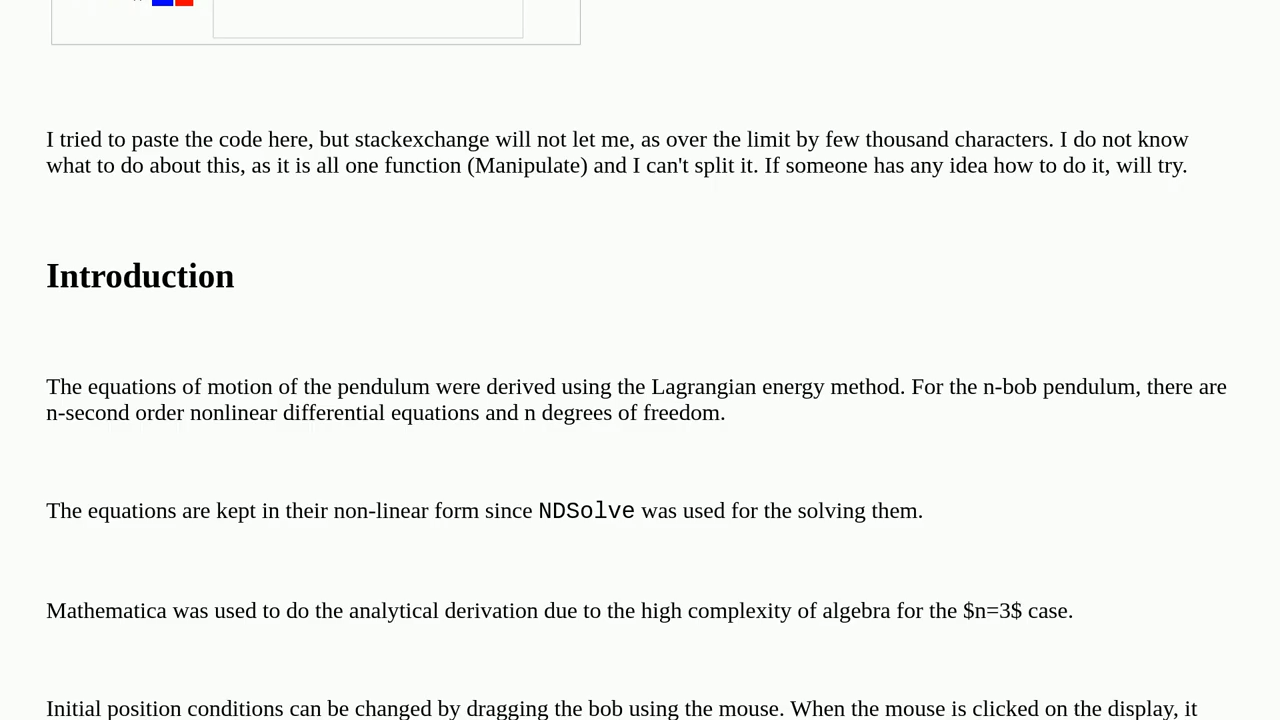 I tried to paste the code here, but stackexchange will not let me, as over the limit by few thousand characters. I do not know
what to do about this, as it is all one function (Manipulate) and I can't split it. If someone has any idea how to do it, will try.
Introduction
The equations of motion of the pendulum were derived using the Lagrangian energy method. For the n-bob pendulum, there are
n-second order nonlinear differential equations and n degrees of freedom.
The equations are kept in their non-linear form since NDSolve was used for the solving them.
Mathematica was used to do the analytical derivation due to the high complexity of algebra for the $n=3$ case.
Initial position conditions can be changed by dragging the bob using the mouse. When the mouse is clicked on the display, it